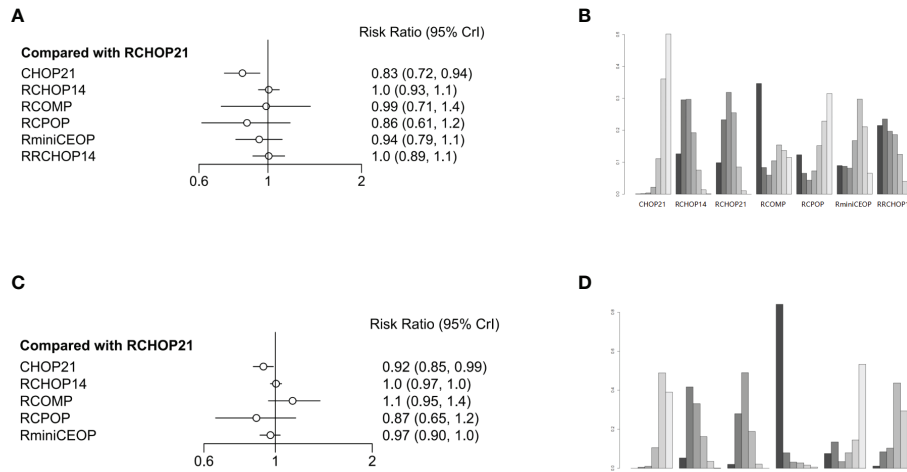 A
Risk Ratio (95% CrI)
Compared with RCHOP21
CHOP21 0.83 (0.72, 0.94)
RCHOP14 1.0 (0.93, 1.1)
RCOMP 0.99 (0.71, 1.4)
RCPOP 0.86 (0.61, 1.2)
RminiCEOP 0.94 (0.79, 1.1)
RRCHOP14 1.0 (0.89, 1.1)
0.6 1 2
B
CHOP21 RCHOP14 RCHOP21 RCOMP RCPOP RminiCEOP RRCHOP1
C
Risk Ratio (95% CrI)
Compared with RCHOP21
CHOP21 0.92 (0.85, 0.99)
RCHOP14 1.0 (0.97, 1.0)
RCOMP 1.1 (0.95, 1.4)
RCPOP 0.87 (0.65, 1.2)
RminiCEOP 0.97 (0.90, 1.0)
0.6 1 2
D